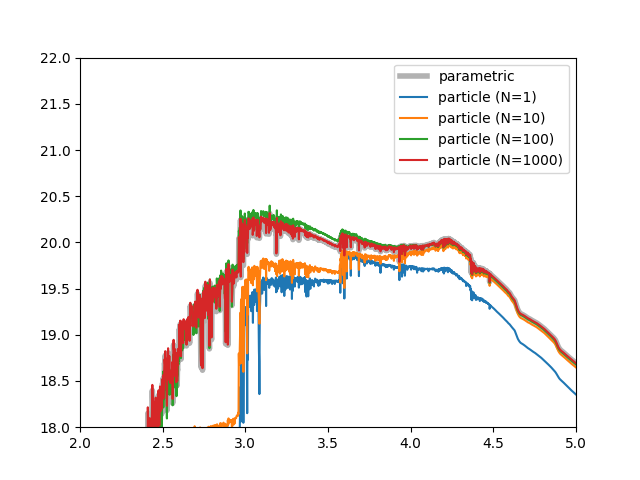 22.0
21.5
21.0
20.5
20.0
19.5
19.0
18.5
18.0
2.0 2.5 3.0 3.5 4.0 4.5 5.0
parametric
particle (N=1)
particle (N=10)
particle (N=100)
particle (N=1000)